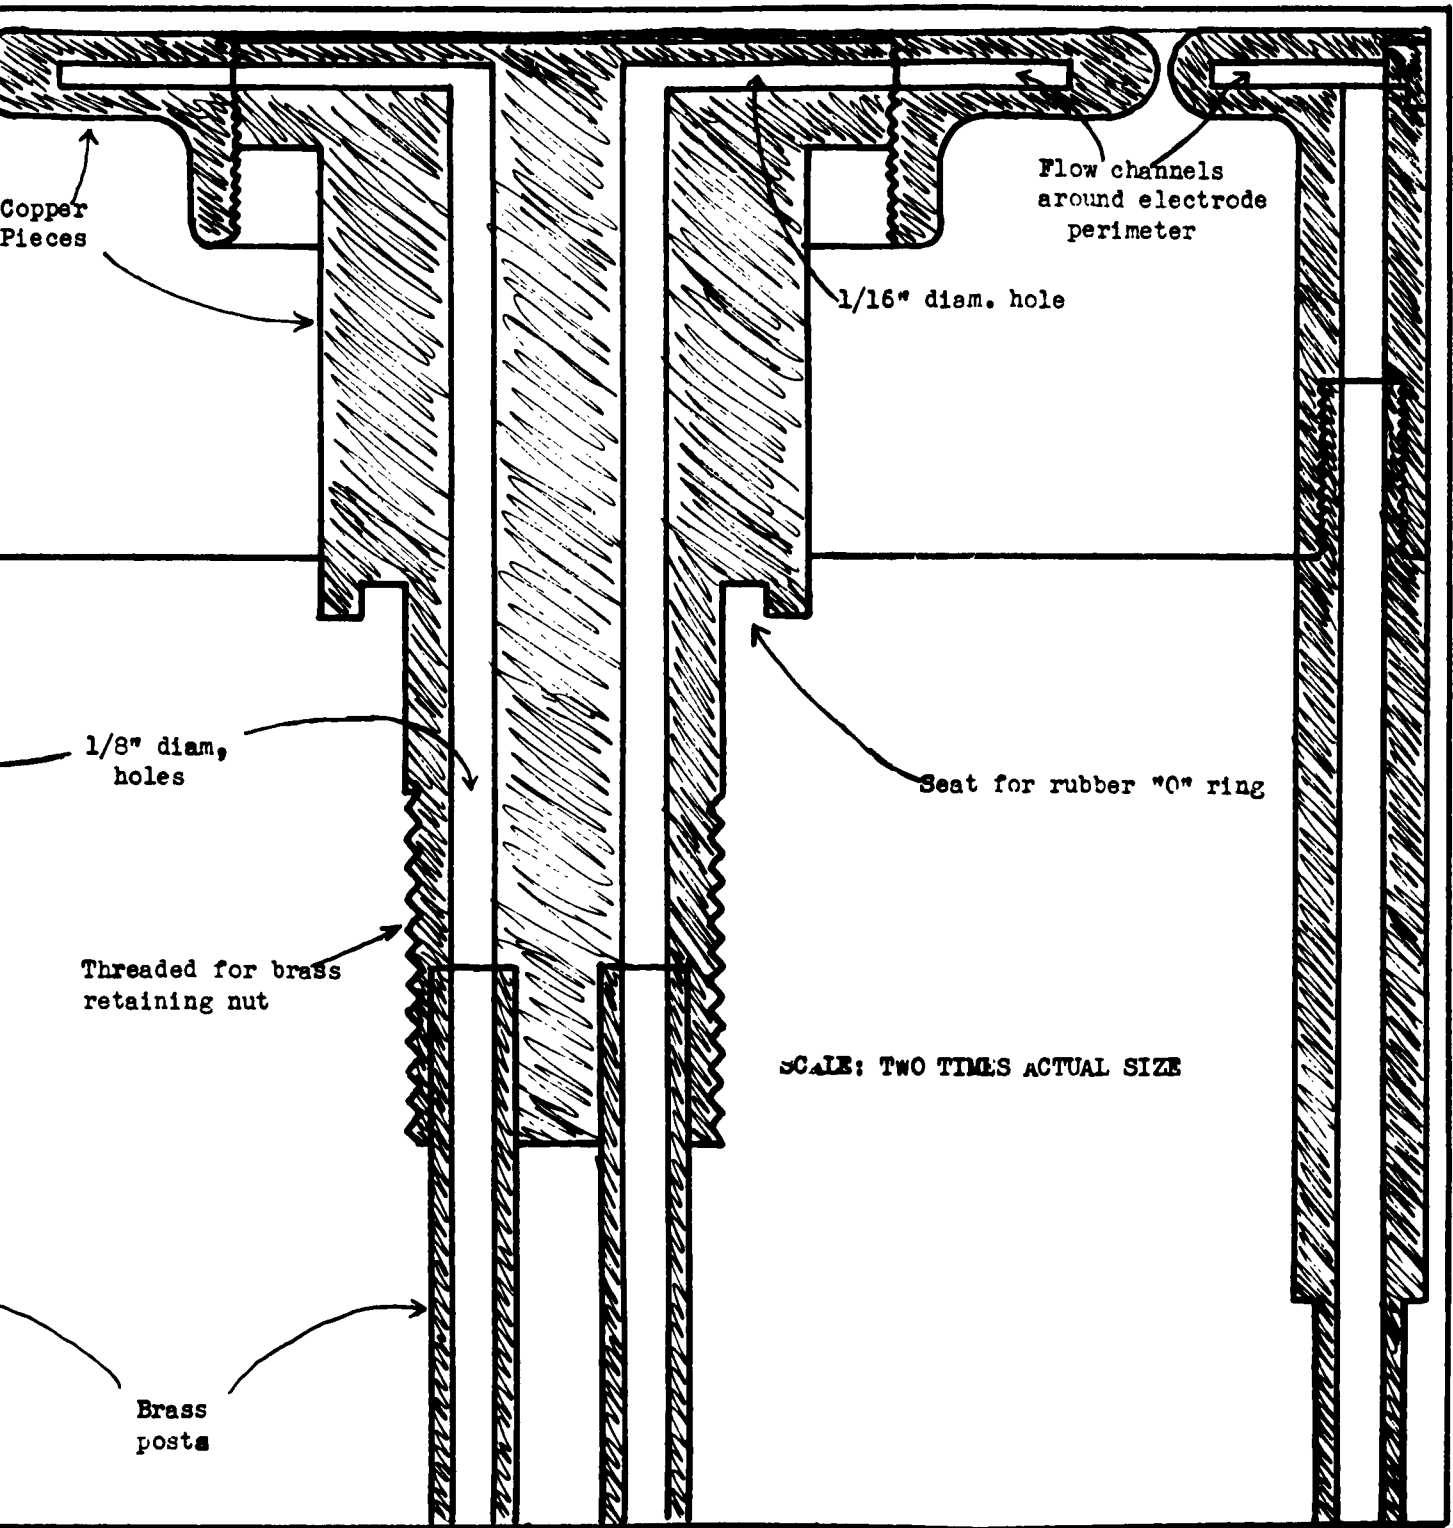 Flow channels
around electrode
perimeter
Copper
Pieces
1/16" diam. hole
1/8" diam,
holes
Seat for rubber "O" ring
Threaded for brass
retaining nut
SCALE: TWO TIMES ACTUAL SIZE
Brass
posts